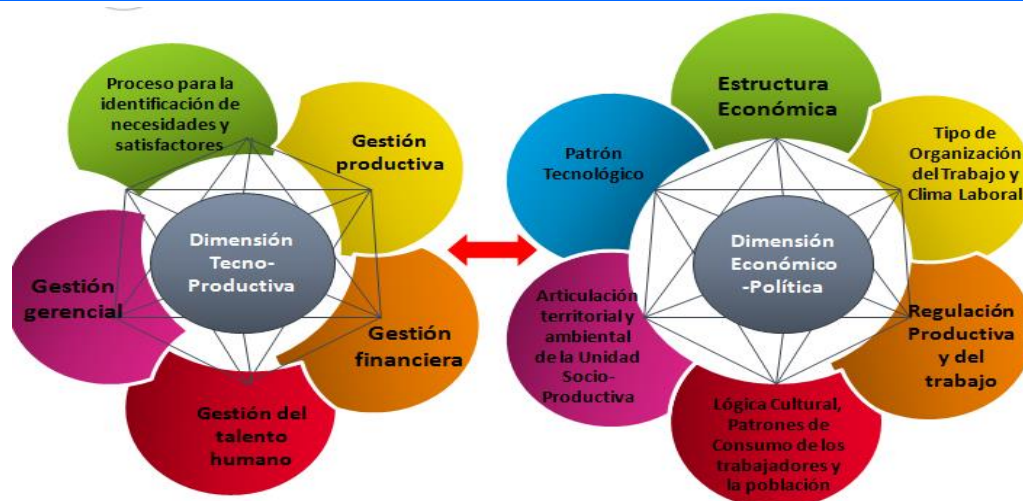 Proceso para la
identificación de
necesidades y
satisfactores
Gestión
productiva
Dimensión
Tecno-
Productiva
Gestión
gerencial
Gestión
financiera
Gestión del
talento
humano
Estructura
Económica
Patrón
Tecnológico
Tipo de
Organización
del Trabajo y
Clima Laboral
Dimensión
Económico
-Política
Articulación
territorial y
ambiental
de la Unidad
Socio-
Productiva
Regulación
Productiva
y del
trabajo
Lógica Cultural,
Patrones de
Consumo de los
trabajadores y
la población